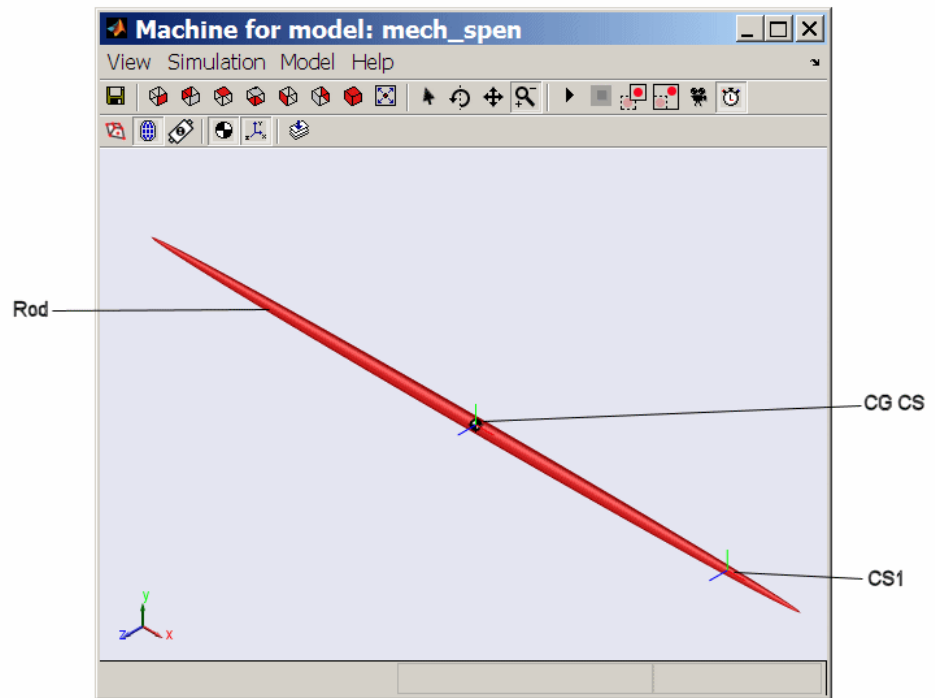 Machine for model: mech_spen
View Simulation Model Help
Rod
CG CS
CS1
y
z x